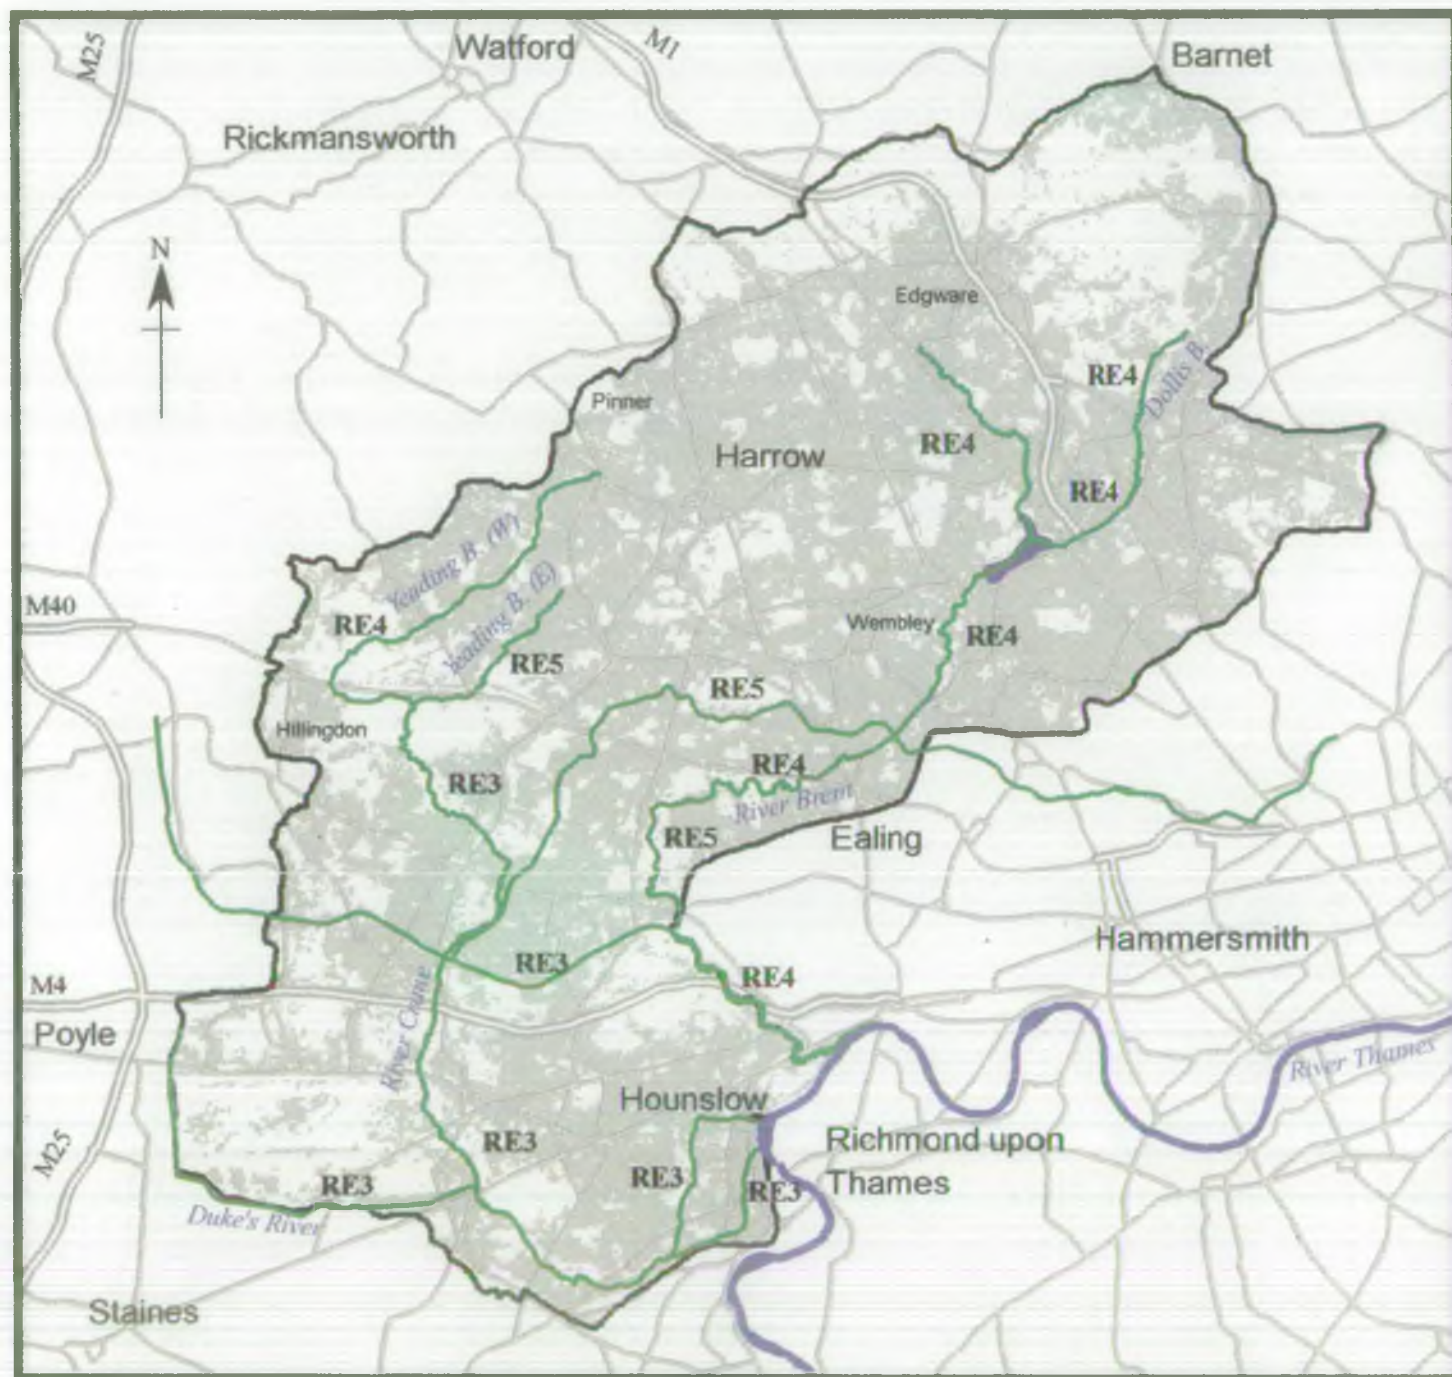 M25
Watford
M1
Barnet
Rickmansworth
N
Edgware
RE4
Dollis B.
Pinner
RE4
Harrow
RE4
Yeading B. (W)
Yeading B. (E)
M40
RE4
Wembley
RE4
RE5
RE5
Hillingdon
RE3
RE4
River Brent
RE5
Ealing
Hammersmith
RE3
RE4
M4
Poyle
River Crane
River Thames
Hounslow
Richmond upon
Thames
RE3
RE3
RE3
RE3
M25
Duke's River
Staines